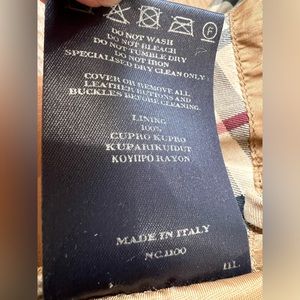 F
DO NOT WASH
DO NOT BLEACH
DO NOT TUMBLE DRY
DO NOT IRON
SPECIALISED DRY CLEAN ONLY.
COVER OR REMOVE ALL
LEATHER BUTTONS AND
BUCKLES BEFORE CLEANING.
LINING
100%
CUPRO KUPRO
KUPARIKUIDUT
ΚΟΥΠΡΟ RAYON
MADE IN ITALY
NC.1100